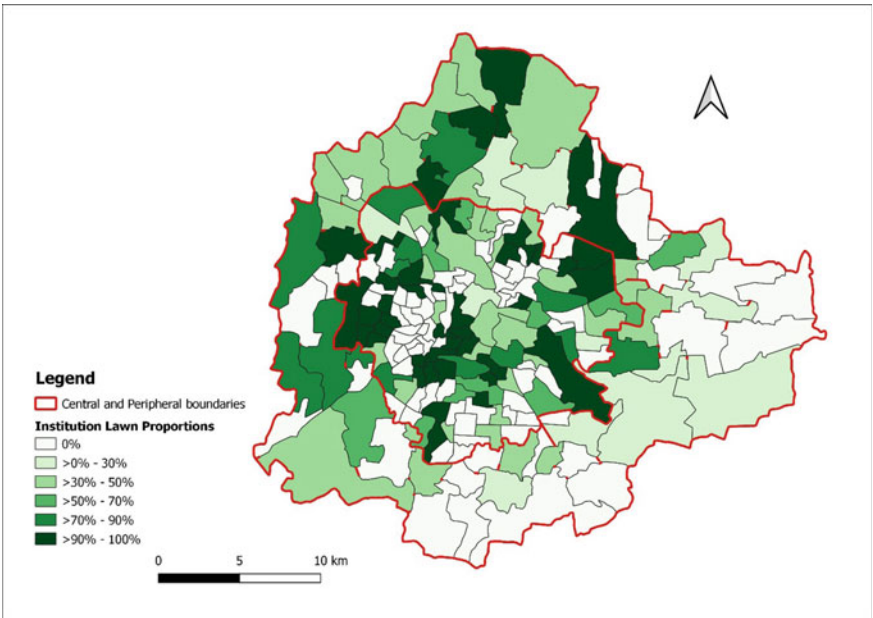 Legend
Central and Peripheral boundaries
Institution Lawn Proportions
0%
>0% - 30%
>30% - 50%
>50% - 70%
>70% - 90%
>90% - 100%
0 5 10 km